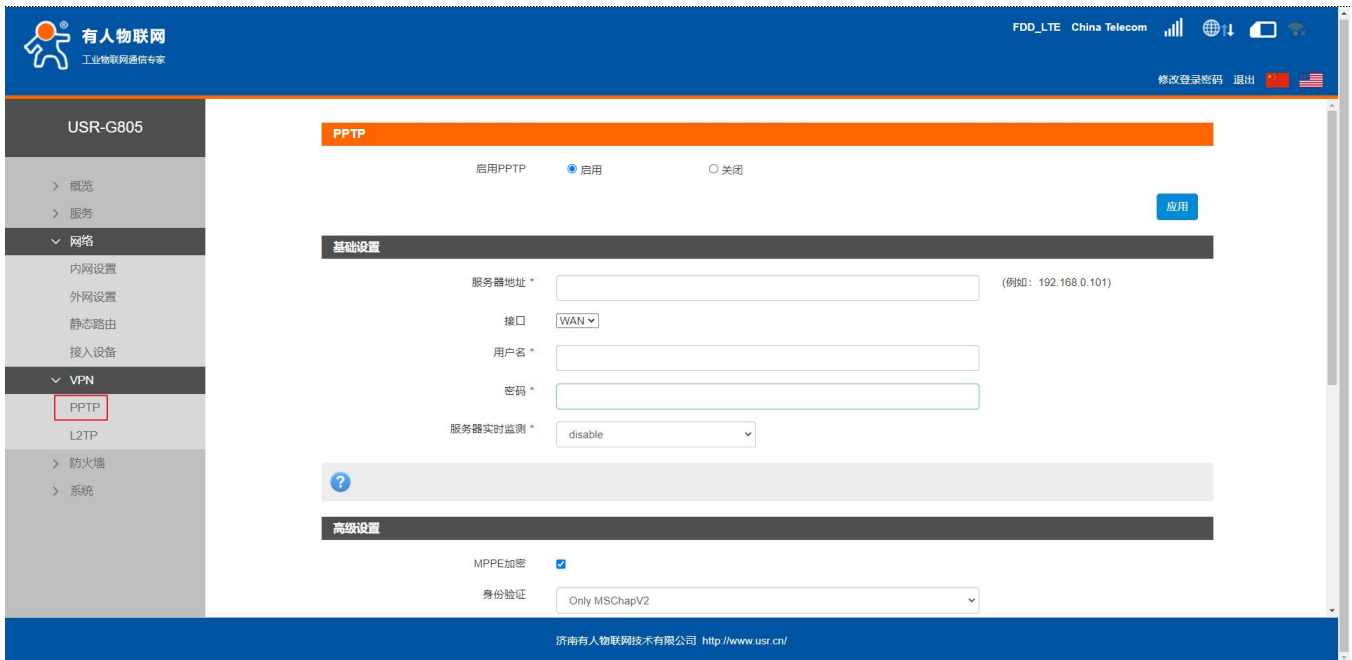 有人物联网
®
工业物联网通信专家
FDD_LTE China Telecom
修改登录密码 退出
USR-G805
概览
服务
网络
内网设置
外网设置
静态路由
接入设备
VPN
PPTP
L2TP
防火墙
系统
PPTP
启用PPTP 启用 关闭
应用
基础设置
服务器地址 * (例如：192.168.0.101)
接口 WAN
用户名 *
密码 *
服务器实时监测 * disable
?
高级设置
MPPE加密
身份验证 Only MSChapV2
济南有人物联网技术有限公司 http://www.usr.cn/